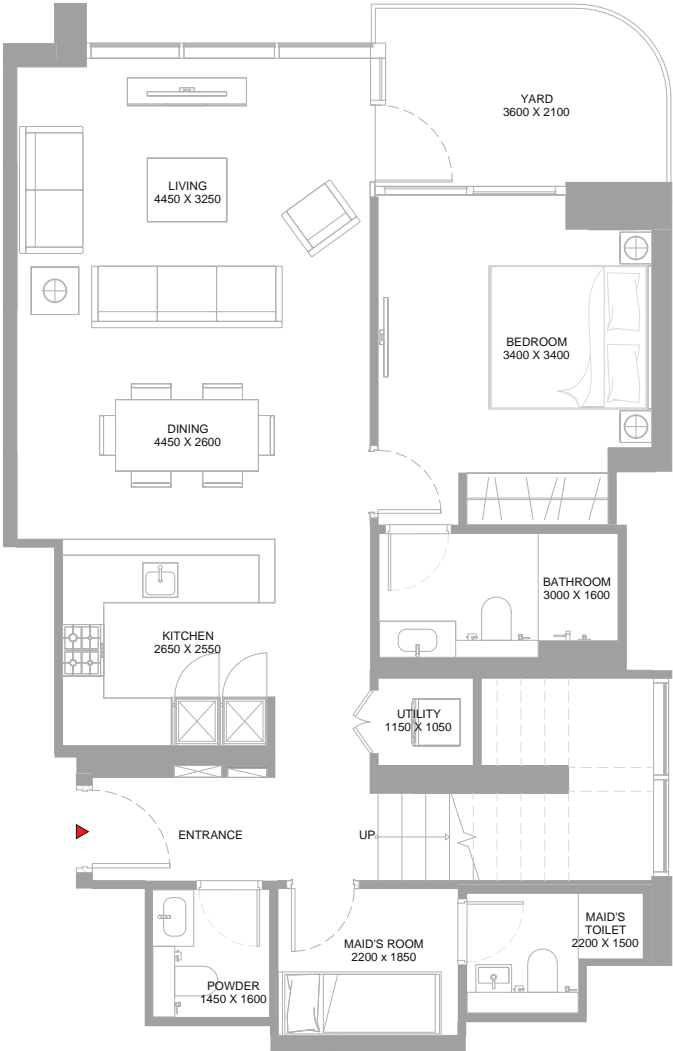 YARD
3600 X 2100
LIVING
4450 X 3250
BEDROOM
3400 X 3400
DINING
4450 X 2600
BATHROOM
3000 X 1600
KITCHEN
2650 X 2550
UTILITY
1150 X 1050
ENTRANCE
UP
MAID'S
TOILET
2200 X 1500
MAID'S ROOM
2200 x 1850
POWDER
1450 X 1600